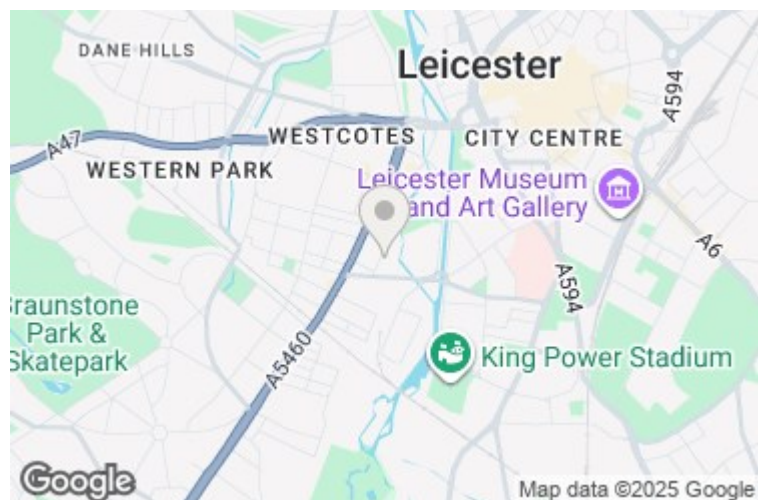 DANE HILLS
Leicester
A594
A47
WESTCOTES
CITY CENTRE
WESTERN PARK
Leicester Museum
and Art Gallery
A6
A594
Braunstone
Park &
Skatepark
A5460
King Power Stadium
Google
Map data ©2025 Google